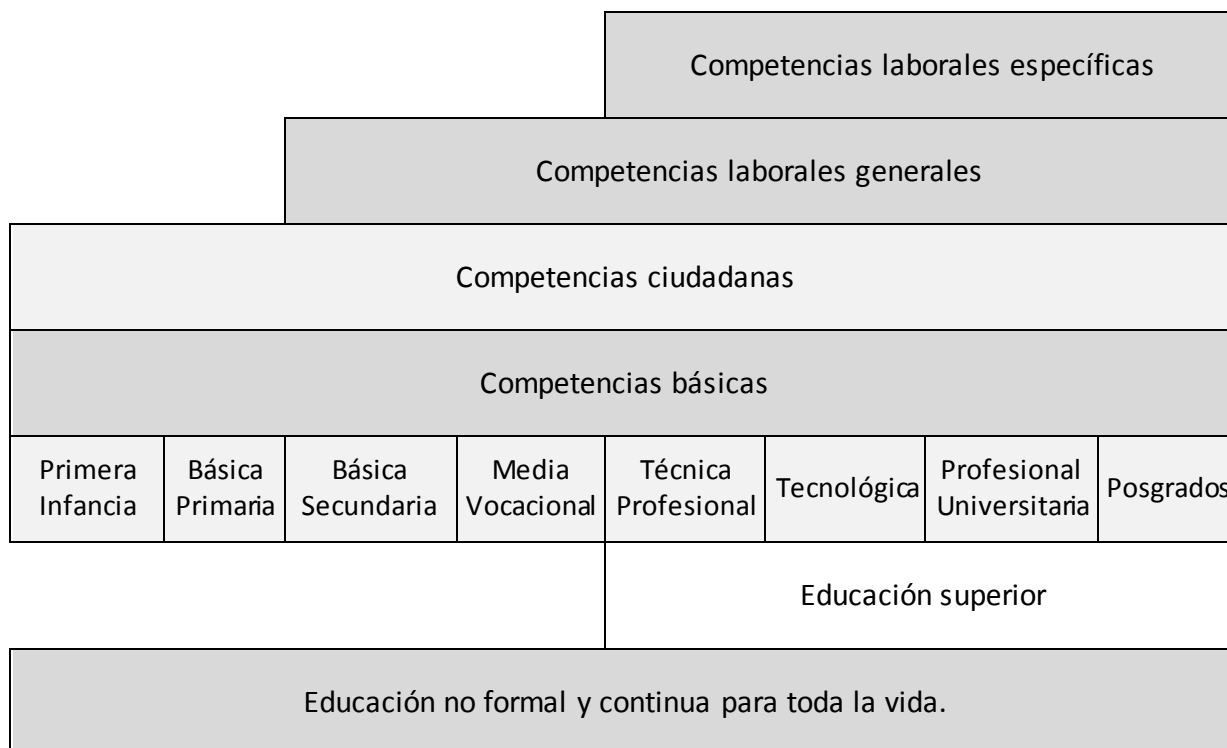 Competencias laborales específicas
Competencias laborales generales
Competencias ciudadanas
Competencias básicas
Primera
Infancia
Básica
Primaria
Básica
Secundaria
Media
Vocacional
Técnica
Profesional
Tecnológica
Profesional
Universitaria
Posgrados
Educación superior
Educación no formal y continua para toda la vida.